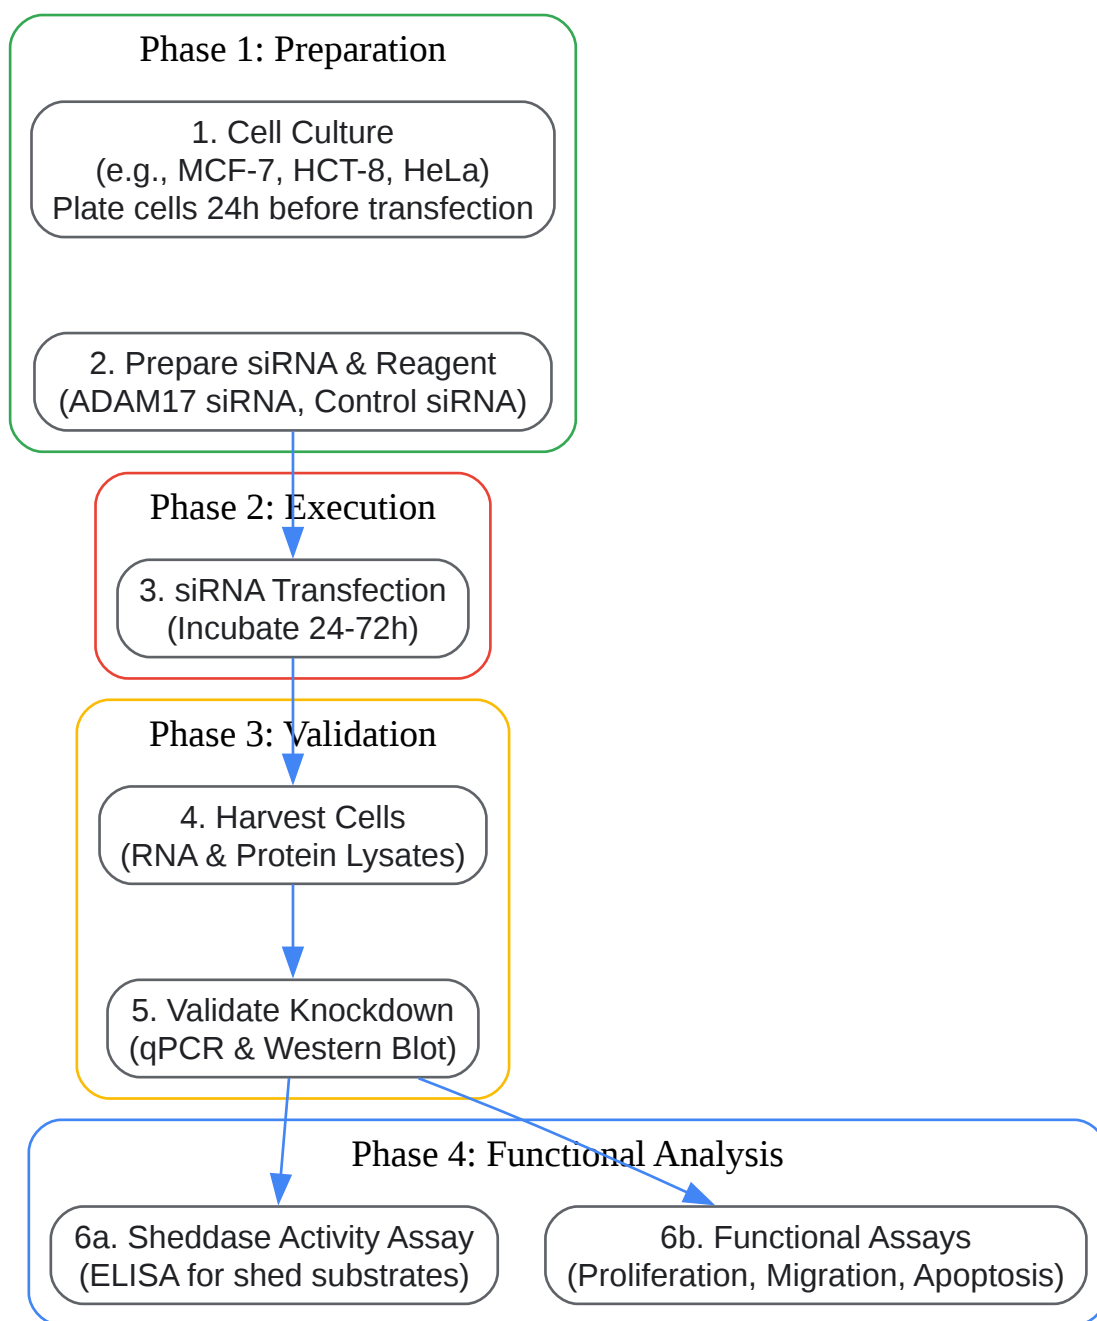 Phase 1: Preparation
1. Cell Culture
(e.g., MCF-7, HCT-8, HeLa)
Plate cells 24h before transfection
2. Prepare siRNA & Reagent
(ADAM17 siRNA, Control siRNA)
Phase 2: Execution
3. siRNA Transfection
(Incubate 24-72h)
Phase 3: Validation
4. Harvest Cells
(RNA & Protein Lysates)
5. Validate Knockdown
(qPCR & Western Blot)
Phase 4: Functional Analysis
6a. Sheddase Activity Assay
(ELISA for shed substrates)
6b. Functional Assays
(Proliferation, Migration, Apoptosis)